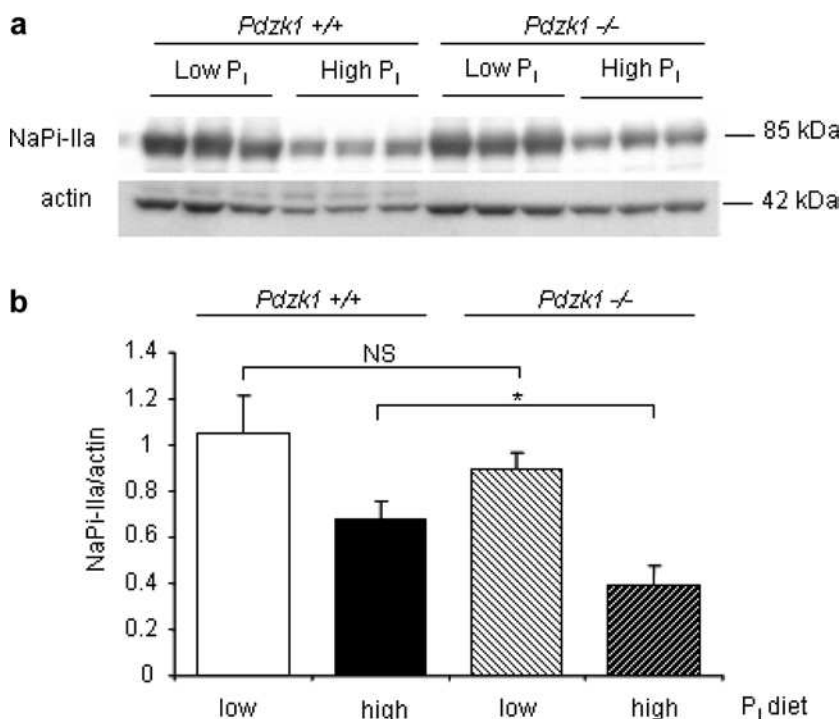 a
Pdzk1 +/+ Pdzk1 -/-
Low PI High PI Low PI High PI
NaPi-IIa 85 kDa
actin 42 kDa
b
Pdzk1 +/+ Pdzk1 -/-
NaPi-IIa/actin
1.4
1.2
1
0.8
0.6
0.4
0.2
0
NS
*
low high low high PI diet